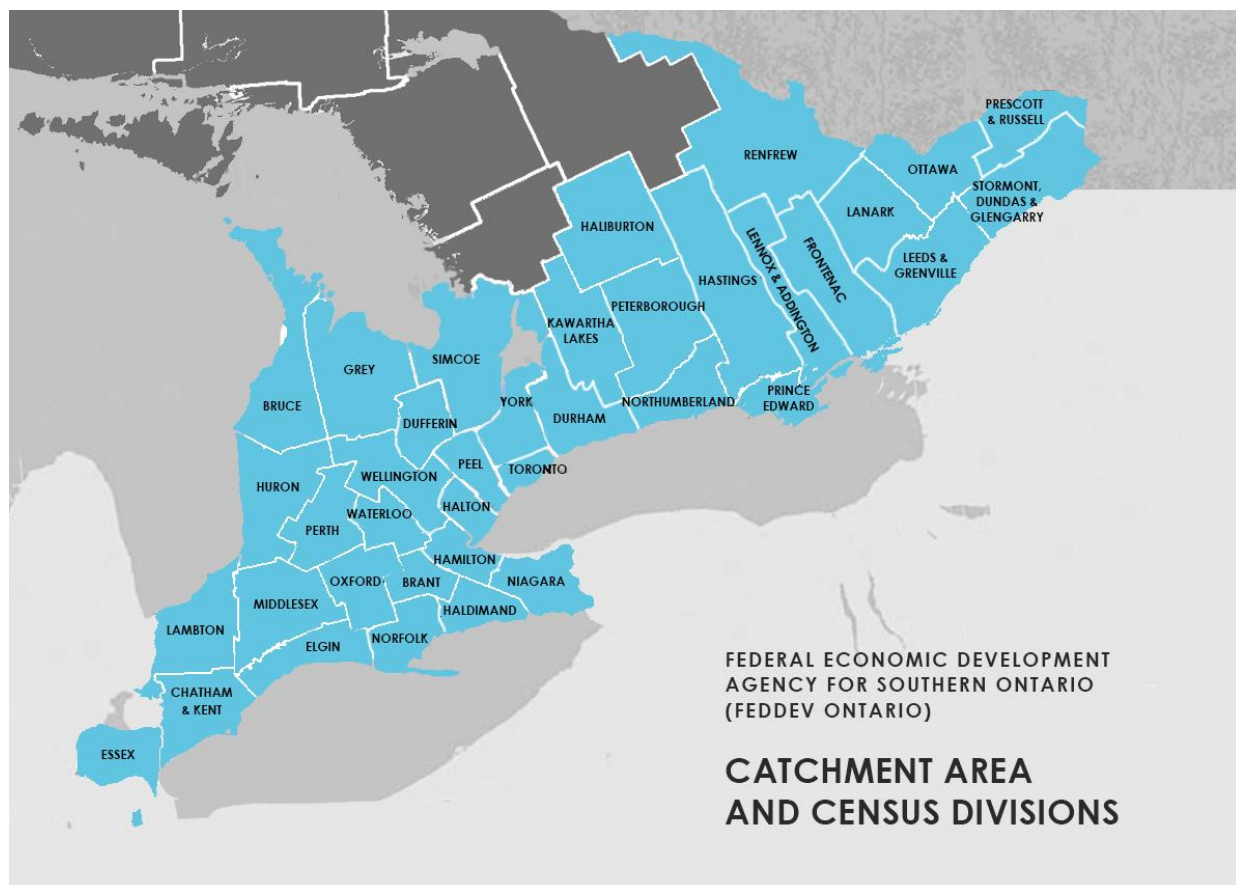 PRESCOTT
& RUSSELL
RENFREW
OTTAWA
STORMONT,
DUNDAS &
GLENGARRY
LANARK
HALIBURTON
LENNOX & ADDINGTON
FRONTENAC
LEEDS &
GRENVILLE
HASTINGS
PETERBOROUGH
KAWARTHA
LAKES
SIMCOE
GREY
BRUCE
PRINCE
EDWARD
YORK
NORTHUMBERLAND
DUFFERIN
DURHAM
PEEL
TORONTO
WELLINGTON
HURON
HALTON
WATERLOO
PERTH
HAMILTON
OXFORD
BRANT
NIAGARA
MIDDLESEX
HALDIMAND
LAMBTON
NORFOLK
ELGIN
CHATHAM
& KENT
ESSEX
FEDERAL ECONOMIC DEVELOPMENT
AGENCY FOR SOUTHERN ONTARIO
(FEDDEV ONTARIO)
CATCHMENT AREA
AND CENSUS DIVISIONS